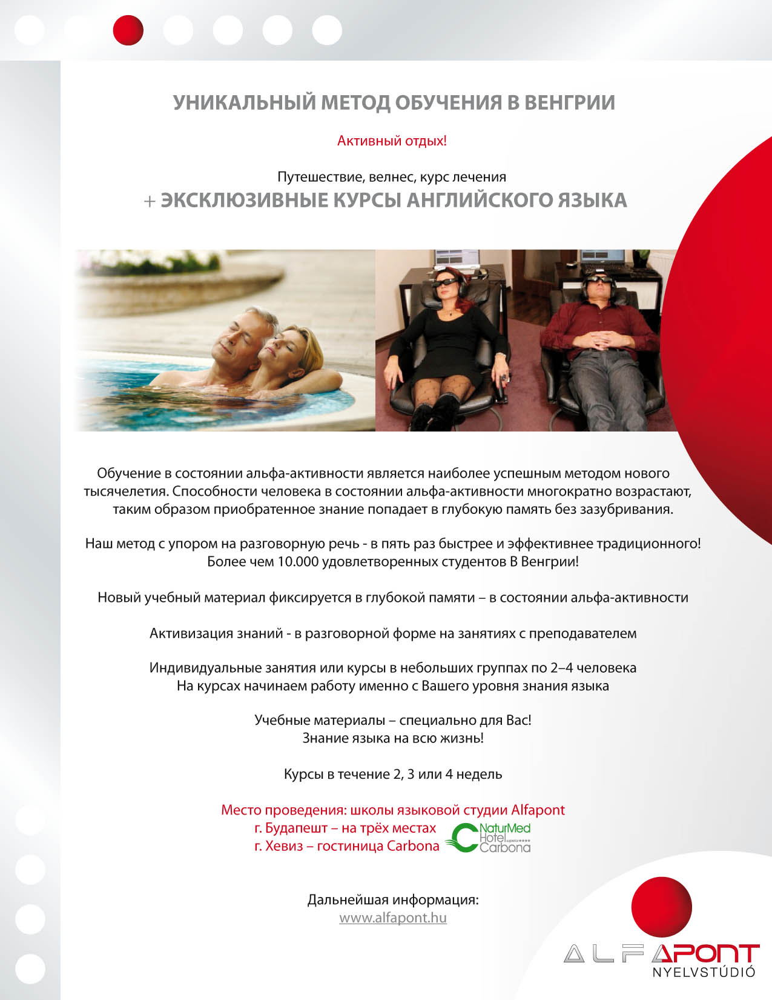 УНИКАЛЬНЫЙ МЕТОД ОБУЧЕНИЯ В ВЕНГРИИ
Активный отдых!
Путешествие, велнес, курс лечения
+ ЭКСКЛЮЗИВНЫЕ КУРСЫ АНГЛИЙСКОГО ЯЗЫКА
Обучение в состоянии альфа-активности является наиболее успешным методом нового
тысячелетия. Способности человека в состоянии альфа-активности многократно возрастают,
таким образом приобратенное знание попадает в глубокую память без зазубривания.
Наш метод с упором на разговорную речь - в пять раз быстрее и эффективнее традиционного!
Более чем 10.000 удовлетворенных студентов В Венгрии!
Новый учебный материал фиксируется в глубокой памяти – в состоянии альфа-активности
Активизация знаний - в разговорной форме на занятиях с преподавателем
Индивидуальные занятия или курсы в небольших группах по 2–4 человека
На курсах начинаем работу именно с Вашего уровня знания языка
Учебные материалы – специально для Вас!
Знание языка на всю жизнь!
Курсы в течение 2, 3 или 4 недель
Место проведения: школы языковой студии Alfapont
г. Будапешт – на трёх местах
г. Хевиз – гостиница Carbona
NaturMed
Hotel superior****
Carbona
Дальнейшая информация:
www.alfapont.hu
ALFAPONT
NYELVSTÚDIÓ